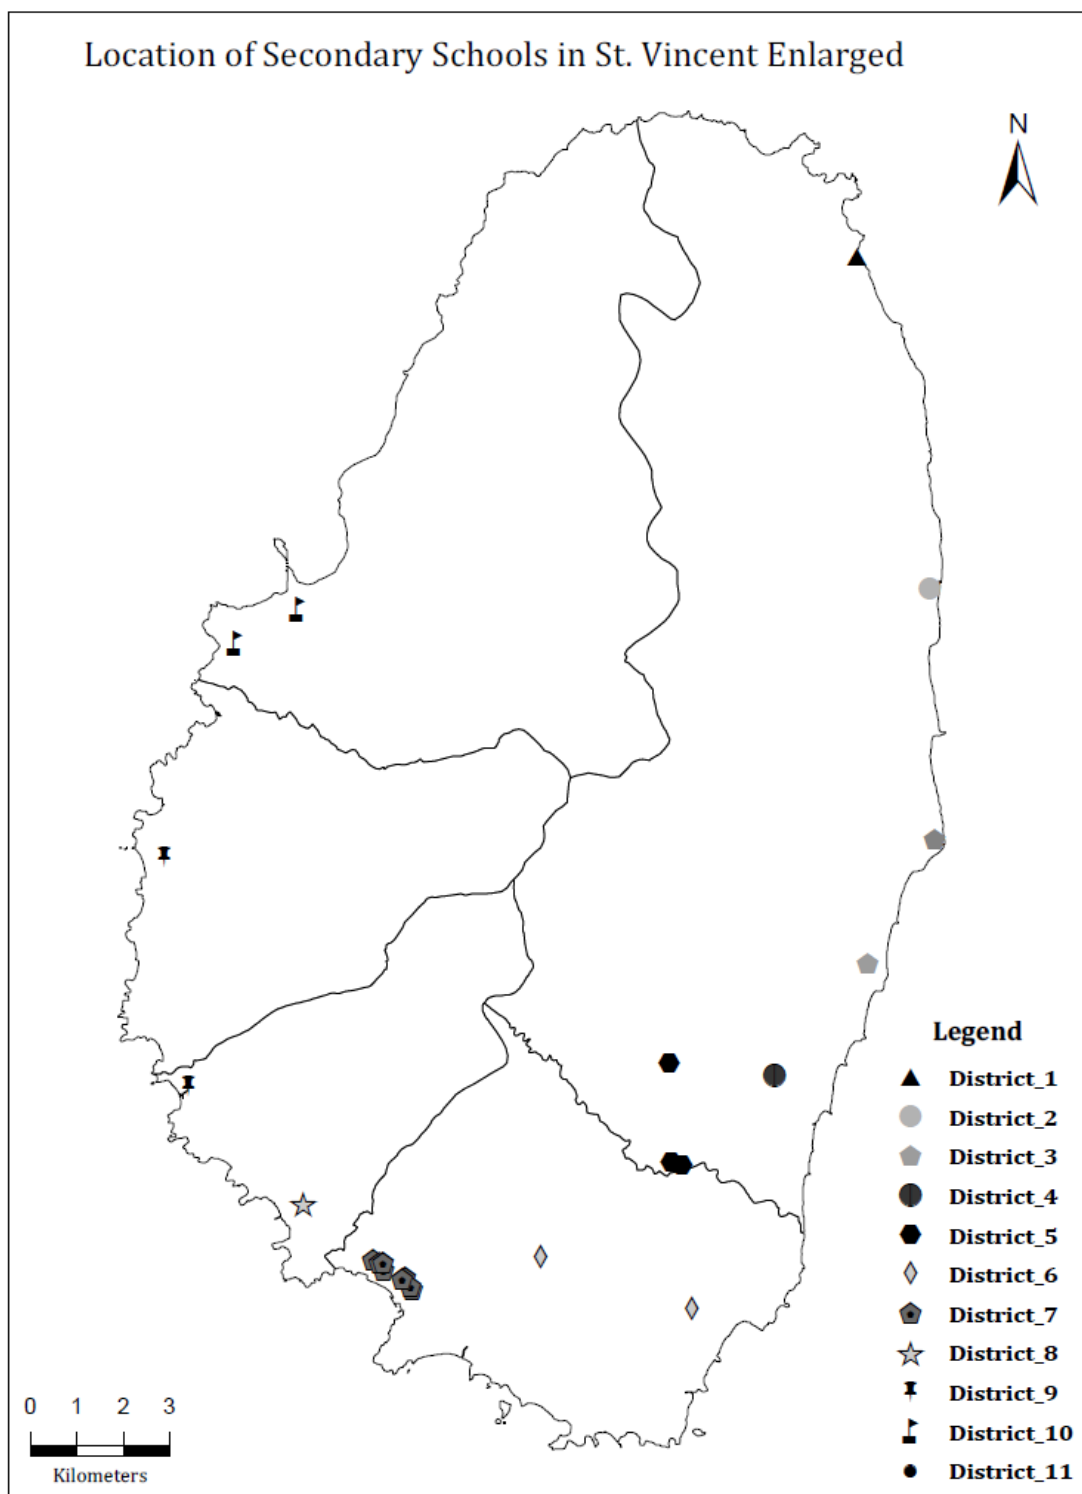 Location of Secondary Schools in St. Vincent Enlarged
N
Legend
District_1
District_2
District_3
District_4
District_5
District_6
District_7
District_8
District_9
District_10
District_11
0 1 2 3
Kilometers